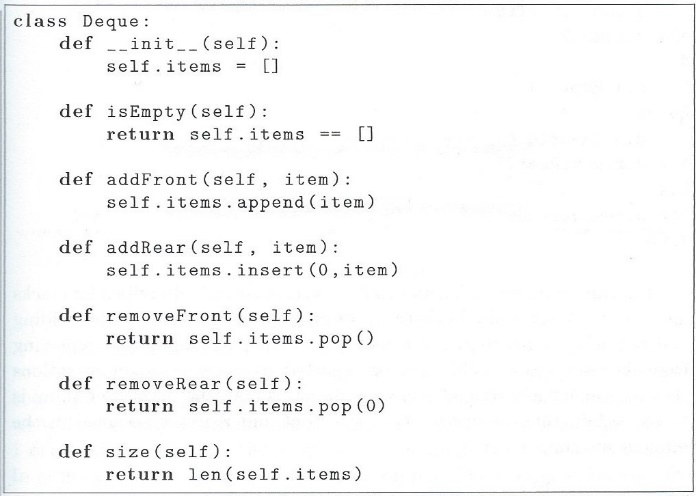 class Deque:
    def __init__(self):
        self.items = []

    def isEmpty(self):
        return self.items == []

    def addFront(self, item):
        self.items.append(item)

    def addRear(self, item):
        self.items.insert(0,item)

    def removeFront(self):
        return self.items.pop()

    def removeRear(self):
        return self.items.pop(0)

    def size(self):
        return len(self.items)